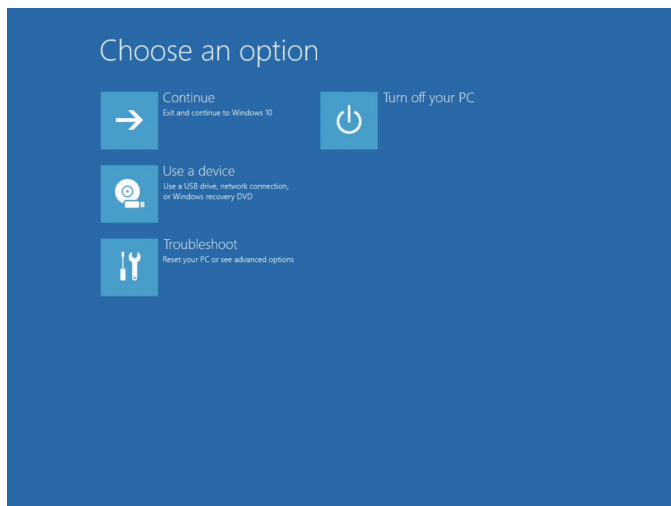 Choose an option
Continue
Exit and continue to Windows 10
Turn off your PC
Use a device
Use a USB drive, network connection,
or Windows recovery DVD
Troubleshoot
Reset your PC or see advanced options